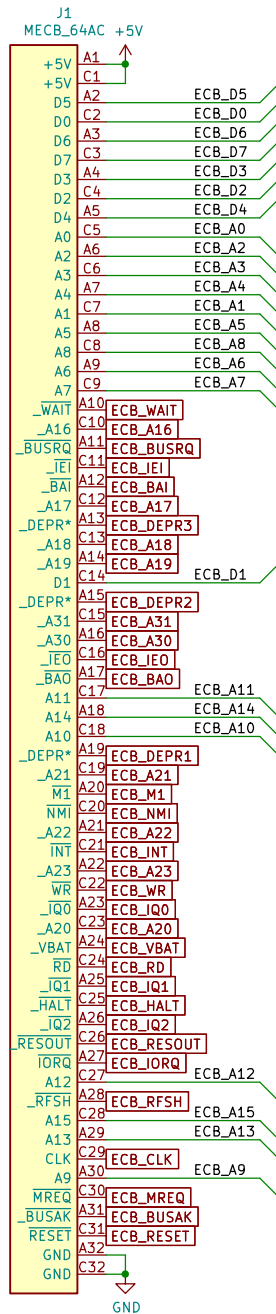 J1
MECB_64AC +5V
+5V A1
+5V C1
D5 A2 ECB_D5
D0 C2 ECB_D0
D6 A3 ECB_D6
D7 C3 ECB_D7
D3 A4 ECB_D3
D2 C4 ECB_D2
D4 A5 ECB_D4
A0 C5 ECB_A0
A2 A6 ECB_A2
A3 C6 ECB_A3
A4 A7 ECB_A4
A1 C7 ECB_A1
A5 A8 ECB_A5
A8 C8 ECB_A8
A6 A9 ECB_A6
A7 C9 ECB_A7
_WAIT A10 ECB_WAIT
_A16 C10 ECB_A16
_BUSRQ A11 ECB_BUSRQ
_IEI C11 ECB_IEI
_BAI A12 ECB_BAI
_A17 C12 ECB_A17
_DEPR* A13 ECB_DEPR3
_A18 C13 ECB_A18
_A19 A14 ECB_A19
D1 C14 ECB_D1
_DEPR* A15 ECB_DEPR2
_A31 C15 ECB_A31
_A30 A16 ECB_A30
_IEO C16 ECB_IEO
_BAO A17 ECB_BAO
A11 C17 ECB_A11
A14 A18 ECB_A14
A10 C18 ECB_A10
_DEPR* A19 ECB_DEPR1
_A21 C19 ECB_A21
M1 A20 ECB_M1
NMI C20 ECB_NMI
_A22 A21 ECB_A22
INT C21 ECB_INT
_A23 A22 ECB_A23
WR C22 ECB_WR
_IQ0 A23 ECB_IQ0
_A20 C23 ECB_A20
_VBAT A24 ECB_VBAT
RD C24 ECB_RD
_IQ1 A25 ECB_IQ1
_HALT C25 ECB_HALT
_IQ2 A26 ECB_IQ2
_RESOUT C26 ECB_RESOUT
IORQ A27 ECB_IORQ
A12 C27 ECB_A12
_RFSH A28 ECB_RFSH
A15 C28 ECB_A15
A13 A29 ECB_A13
CLK C29 ECB_CLK
A9 A30 ECB_A9
MREQ C30 ECB_MREQ
_BUSAK A31 ECB_BUSAK
RESET C31 ECB_RESET
GND A32
GND C32
GND